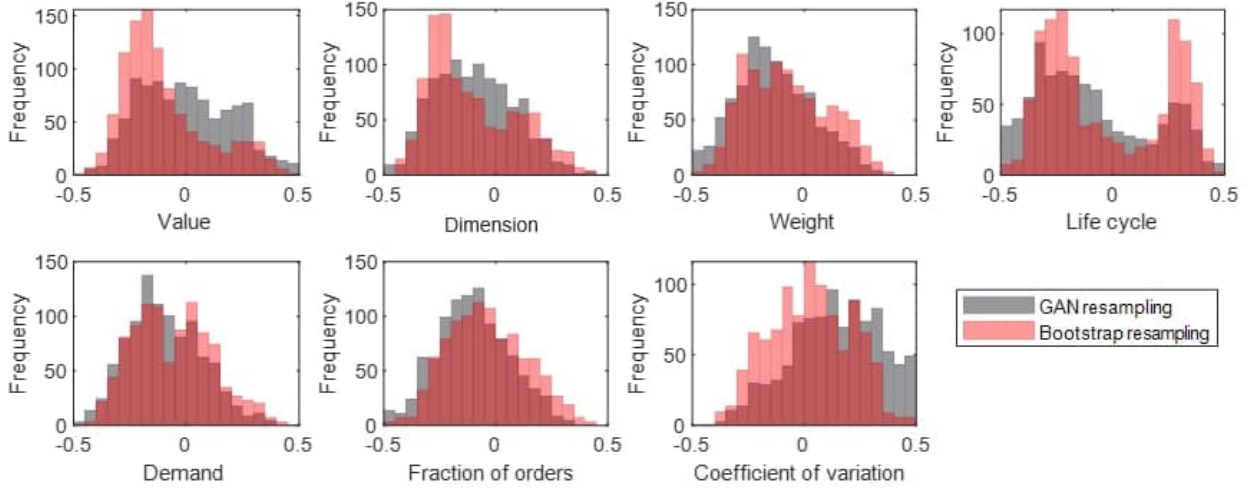 Frequency
150
100
50
0
-0.5
0
0.5
Value
Frequency
150
100
50
0
-0.5
0
0.5
Dimension
Frequency
150
100
50
0
-0.5
0
0.5
Weight
Frequency
100
50
0
-0.5
0
0.5
Life cycle
Frequency
150
100
50
0
-0.5
0
0.5
Demand
Frequency
150
100
50
0
-0.5
0
0.5
Fraction of orders
Frequency
100
50
0
-0.5
0
0.5
Coefficient of variation
GAN resampling
Bootstrap resampling